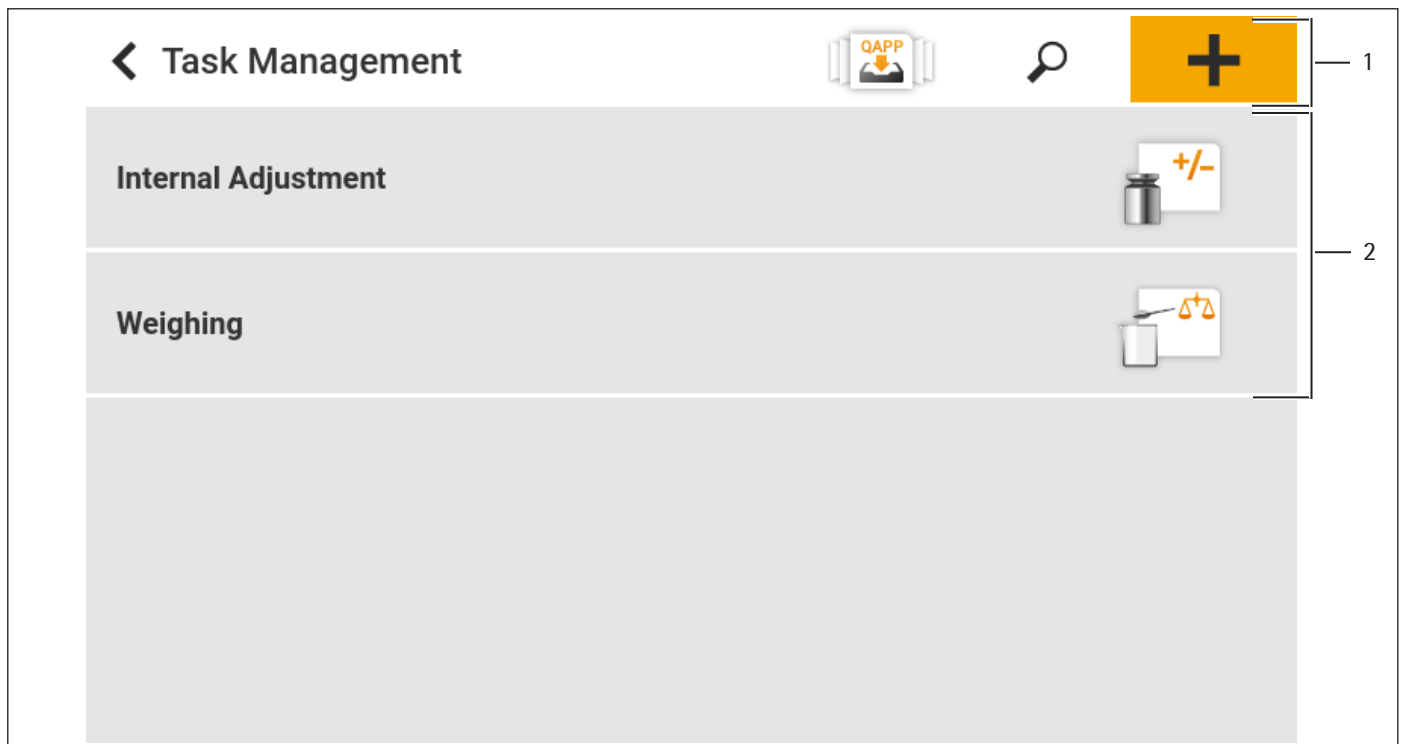 Task Management
QAPP
1
Internal Adjustment
+/-
2
Weighing